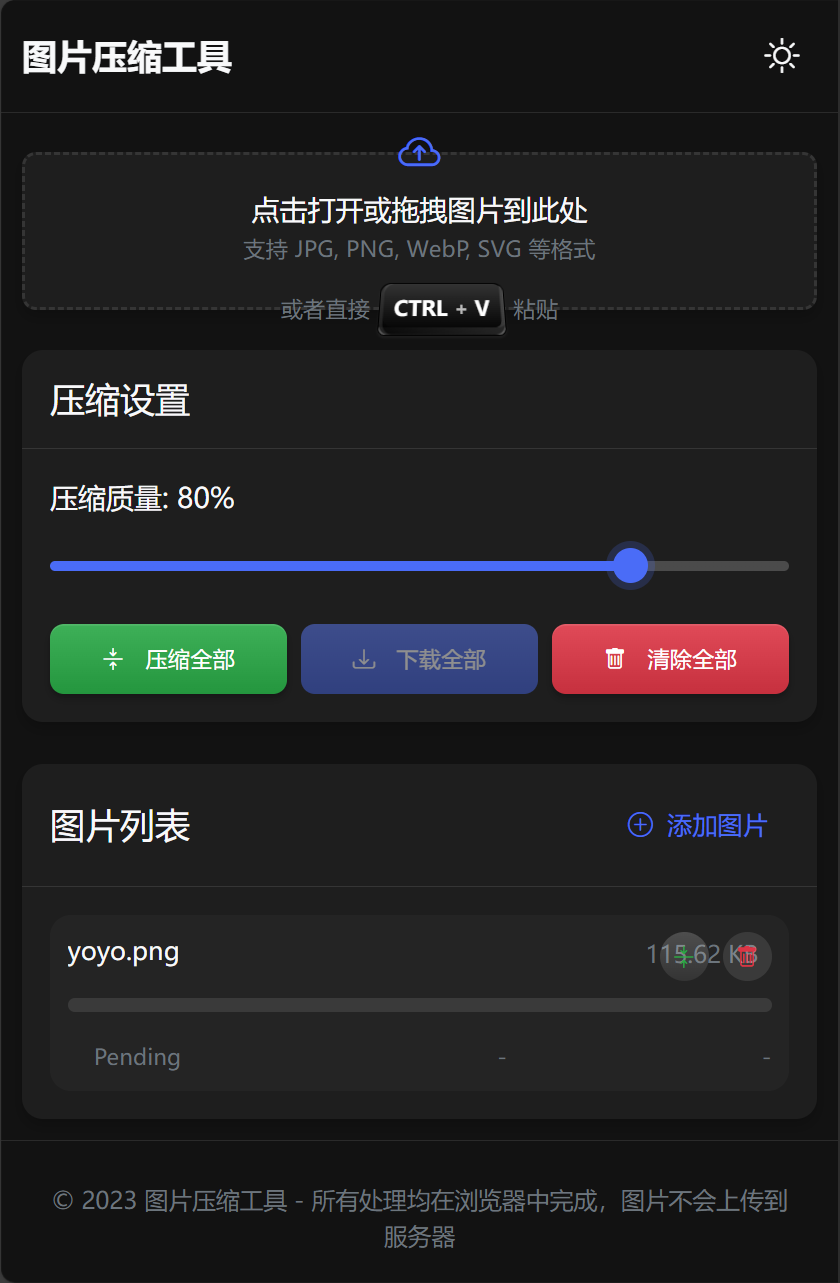 图片压缩工具
点击打开或拖拽图片到此处
支持 JPG, PNG, WebP, SVG 等格式
或者直接 CTRL + V 粘贴
压缩设置
压缩质量: 80%
压缩全部 下载全部 清除全部
图片列表 添加图片
yoyo.png 115.62 KB
Pending - -
© 2023 图片压缩工具 - 所有处理均在浏览器中完成，图片不会上传到
服务器